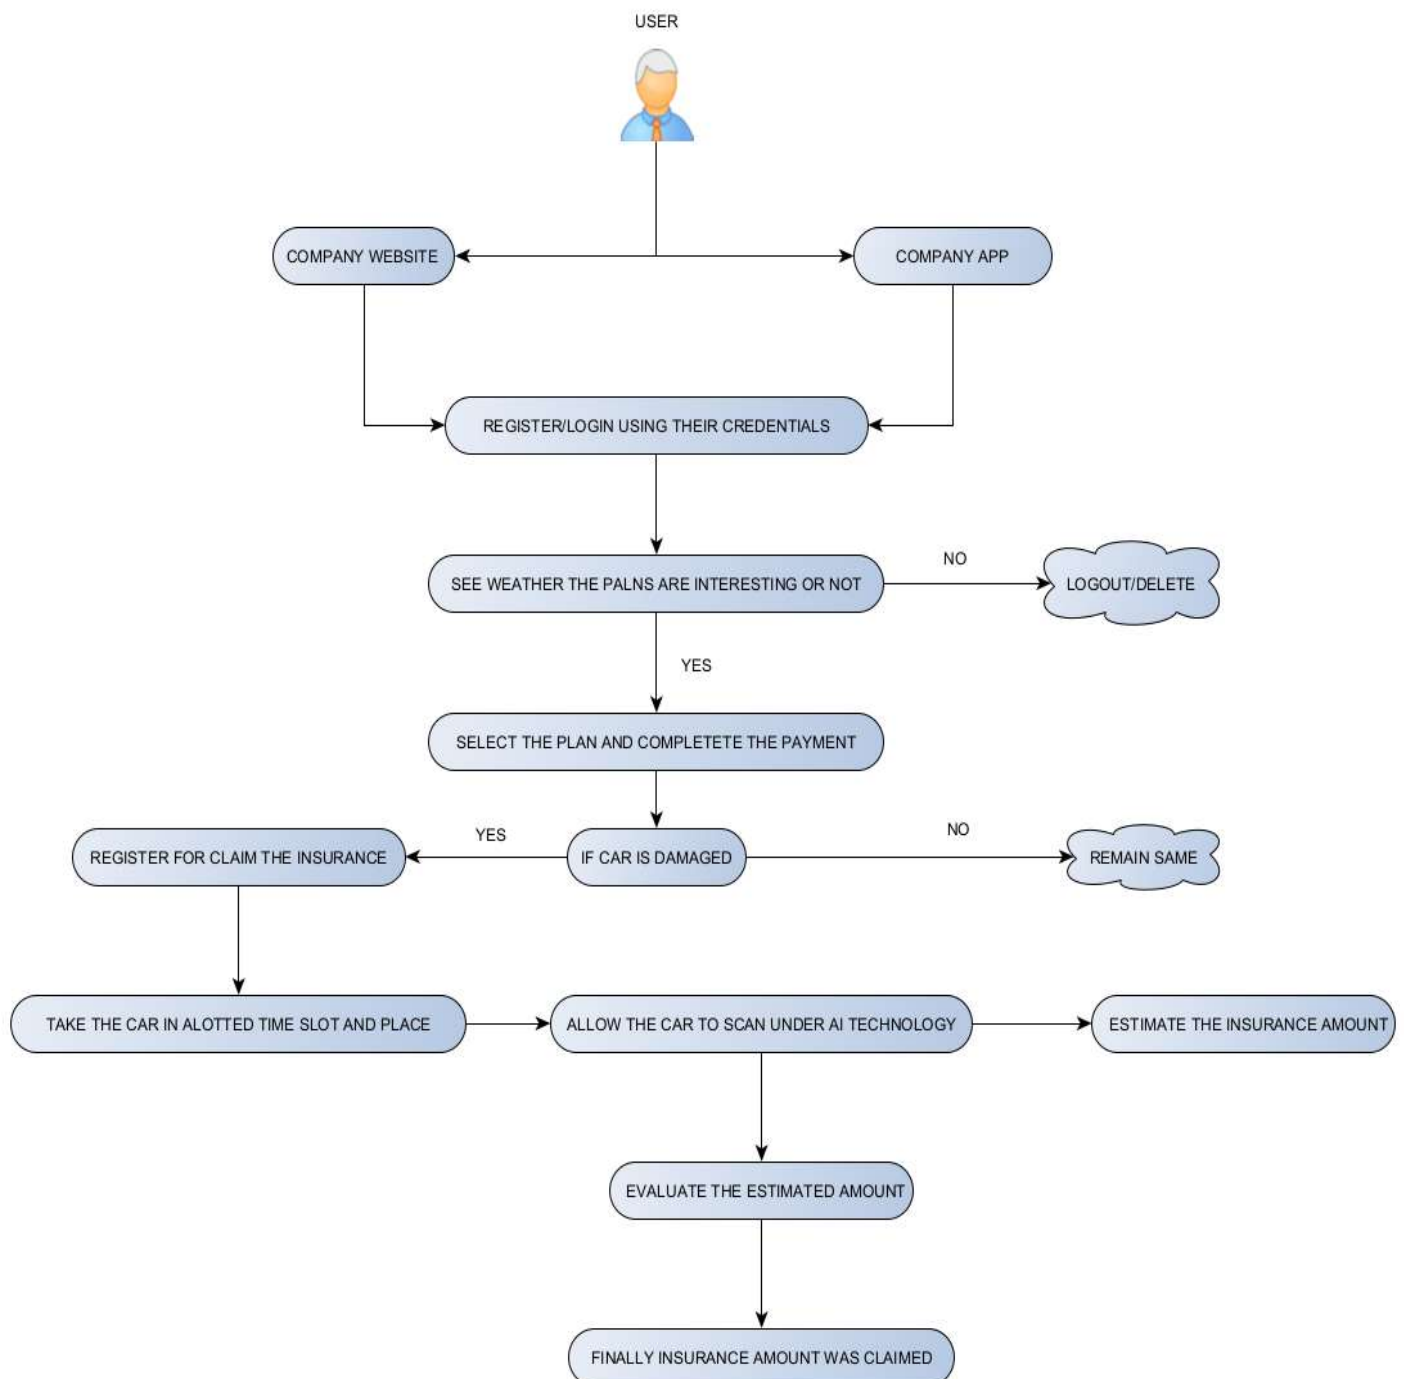 USER
COMPANY WEBSITE
COMPANY APP
REGISTER/LOGIN USING THEIR CREDENTIALS
SEE WEATHER THE PALNS ARE INTERESTING OR NOT
NO
LOGOUT/DELETE
YES
SELECT THE PLAN AND COMPLETETE THE PAYMENT
REGISTER FOR CLAIM THE INSURANCE
YES
IF CAR IS DAMAGED
NO
REMAIN SAME
TAKE THE CAR IN ALOTTED TIME SLOT AND PLACE
ALLOW THE CAR TO SCAN UNDER AI TECHNOLOGY
ESTIMATE THE INSURANCE AMOUNT
EVALUATE THE ESTIMATED AMOUNT
FINALLY INSURANCE AMOUNT WAS CLAIMED